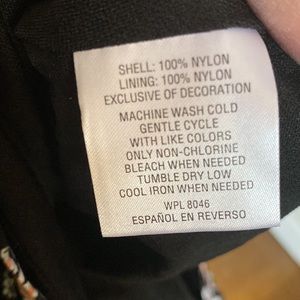 SHELL: 100% NYLON
LINING: 100% NYLON
EXCLUSIVE OF DECORATION
MACHINE WASH COLD
GENTLE CYCLE
WITH LIKE COLORS
ONLY NON-CHLORINE
BLEACH WHEN NEEDED
TUMBLE DRY LOW
COOL IRON WHEN NEEDED
WPL 8046
ESPAÑOL EN REVERSO